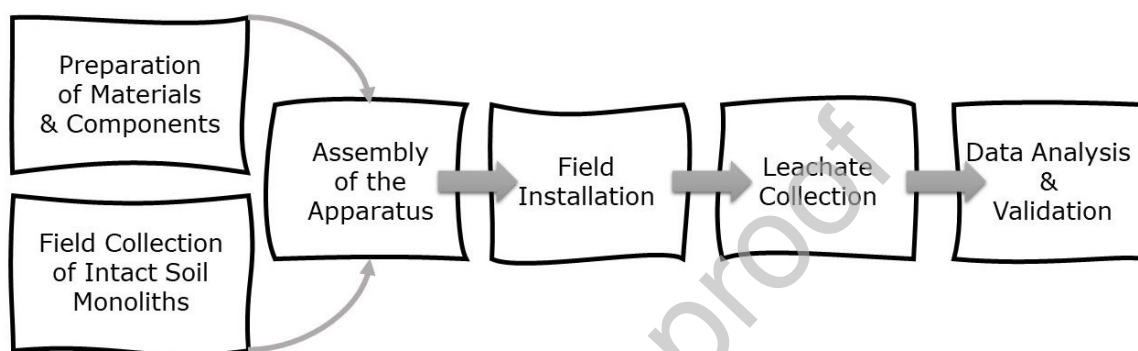 Preparation
of Materials
& Components
Field Collection
of Intact Soil
Monoliths
Assembly
of the
Apparatus
Field
Installation
Leachate
Collection
Data Analysis
&
Validation
proof